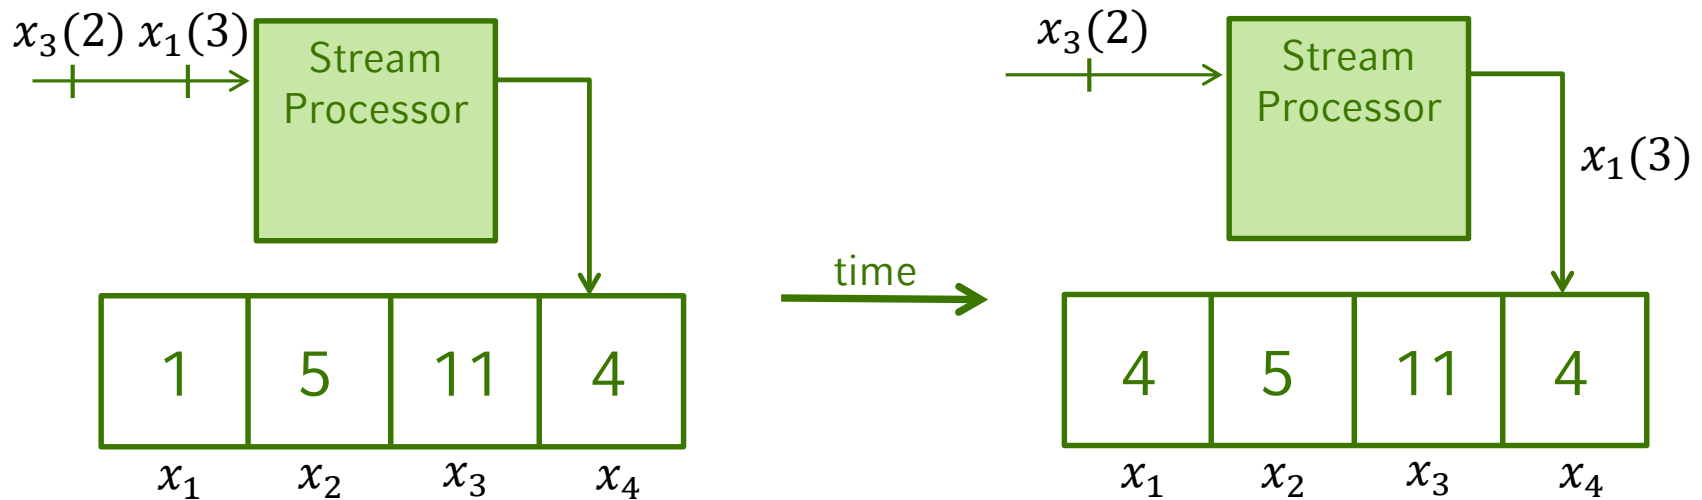 x₃(2) x₁(3)
Stream
Processor
1 5 11 4
x₁ x₂ x₃ x₄
time
x₃(2)
Stream
Processor
x₁(3)
4 5 11 4
x₁ x₂ x₃ x₄